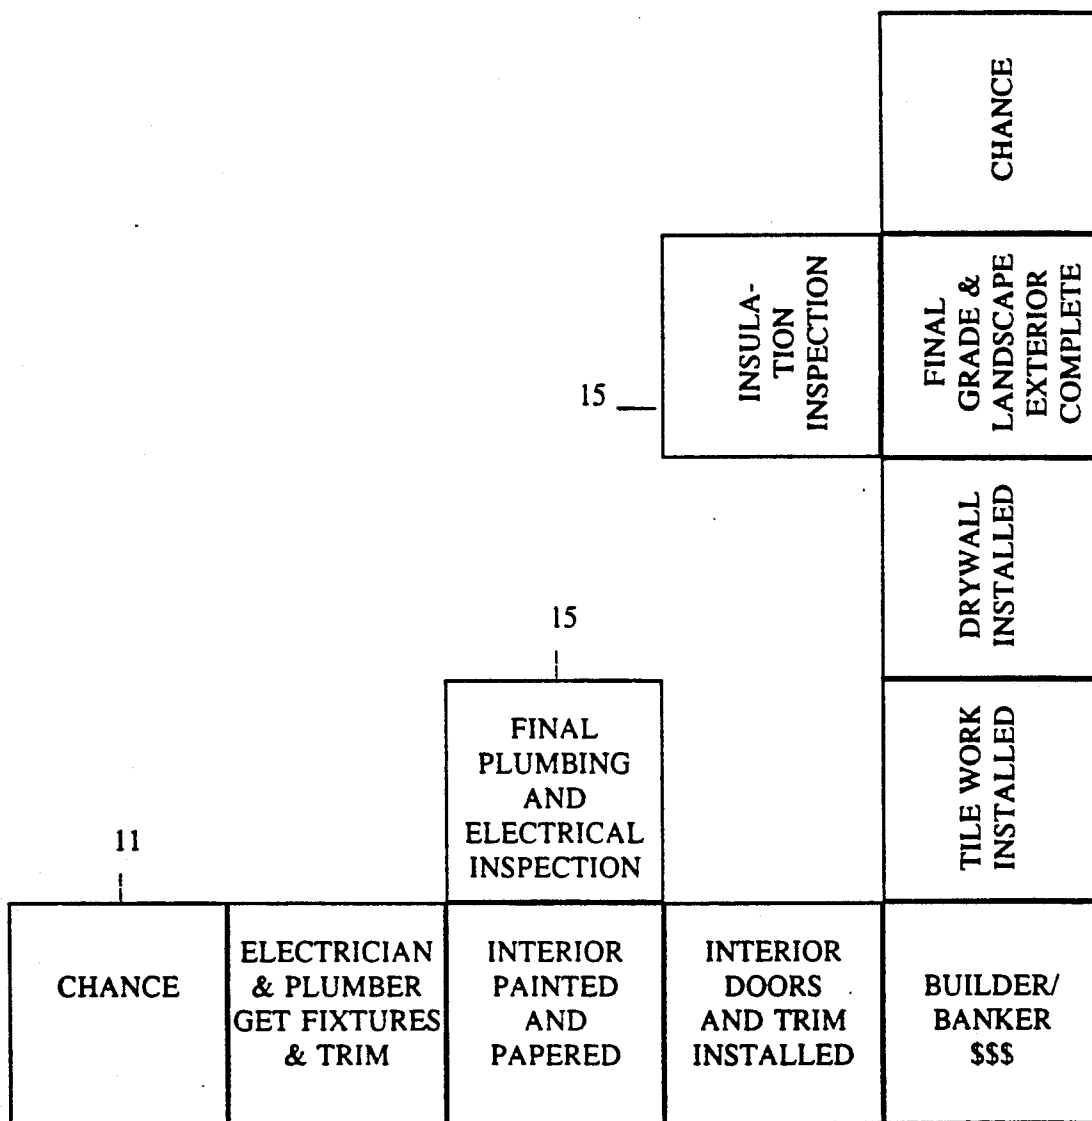 CHANCE
INSULA-
TION
INSPECTION
FINAL
GRADE &
LANDSCAPE
EXTERIOR
COMPLETE
15
DRYWALL
INSTALLED
15
FINAL
PLUMBING
AND
ELECTRICAL
INSPECTION
TILE WORK
INSTALLED
11
CHANCE
ELECTRICIAN
& PLUMBER
GET FIXTURES
& TRIM
INTERIOR
PAINTED
AND
PAPERED
INTERIOR
DOORS
AND TRIM
INSTALLED
BUILDER/
BANKER
$$$